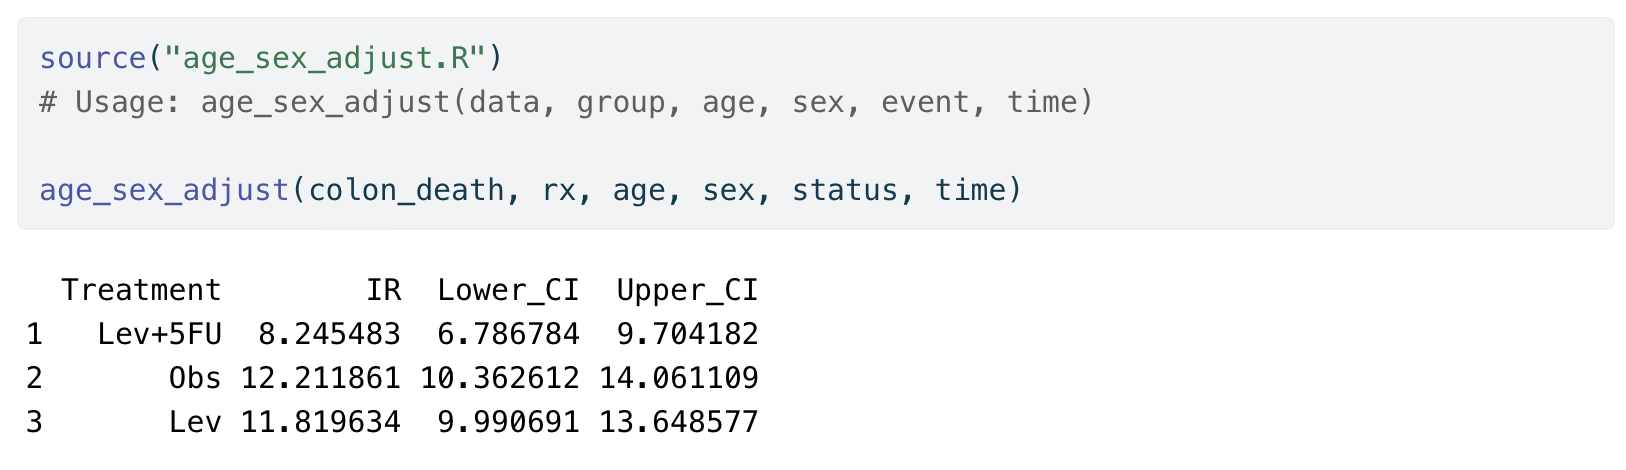 source("age_sex_adjust.R")
# Usage: age_sex_adjust(data, group, age, sex, event, time)
age_sex_adjust(colon_death, rx, age, sex, status, time)
Treatment IR Lower_CI Upper_CI
1 Lev+5FU 8.245483 6.786784 9.704182
2 Obs 12.211861 10.362612 14.061109
3 Lev 11.819634 9.990691 13.648577